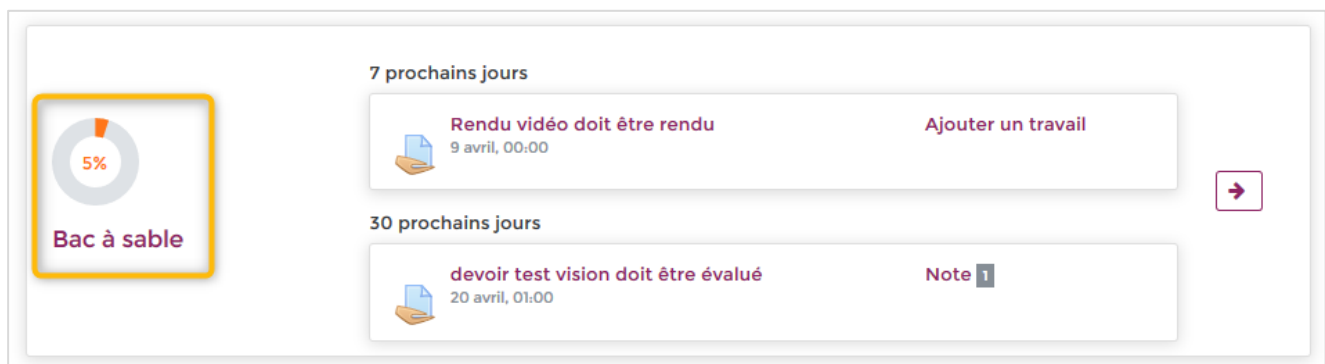 5%
Bac à sable
7 prochains jours
Rendu vidéo doit être rendu
Ajouter un travail
9 avril, 00:00
30 prochains jours
devoir test vision doit être évalué
Note 1
20 avril, 01:00